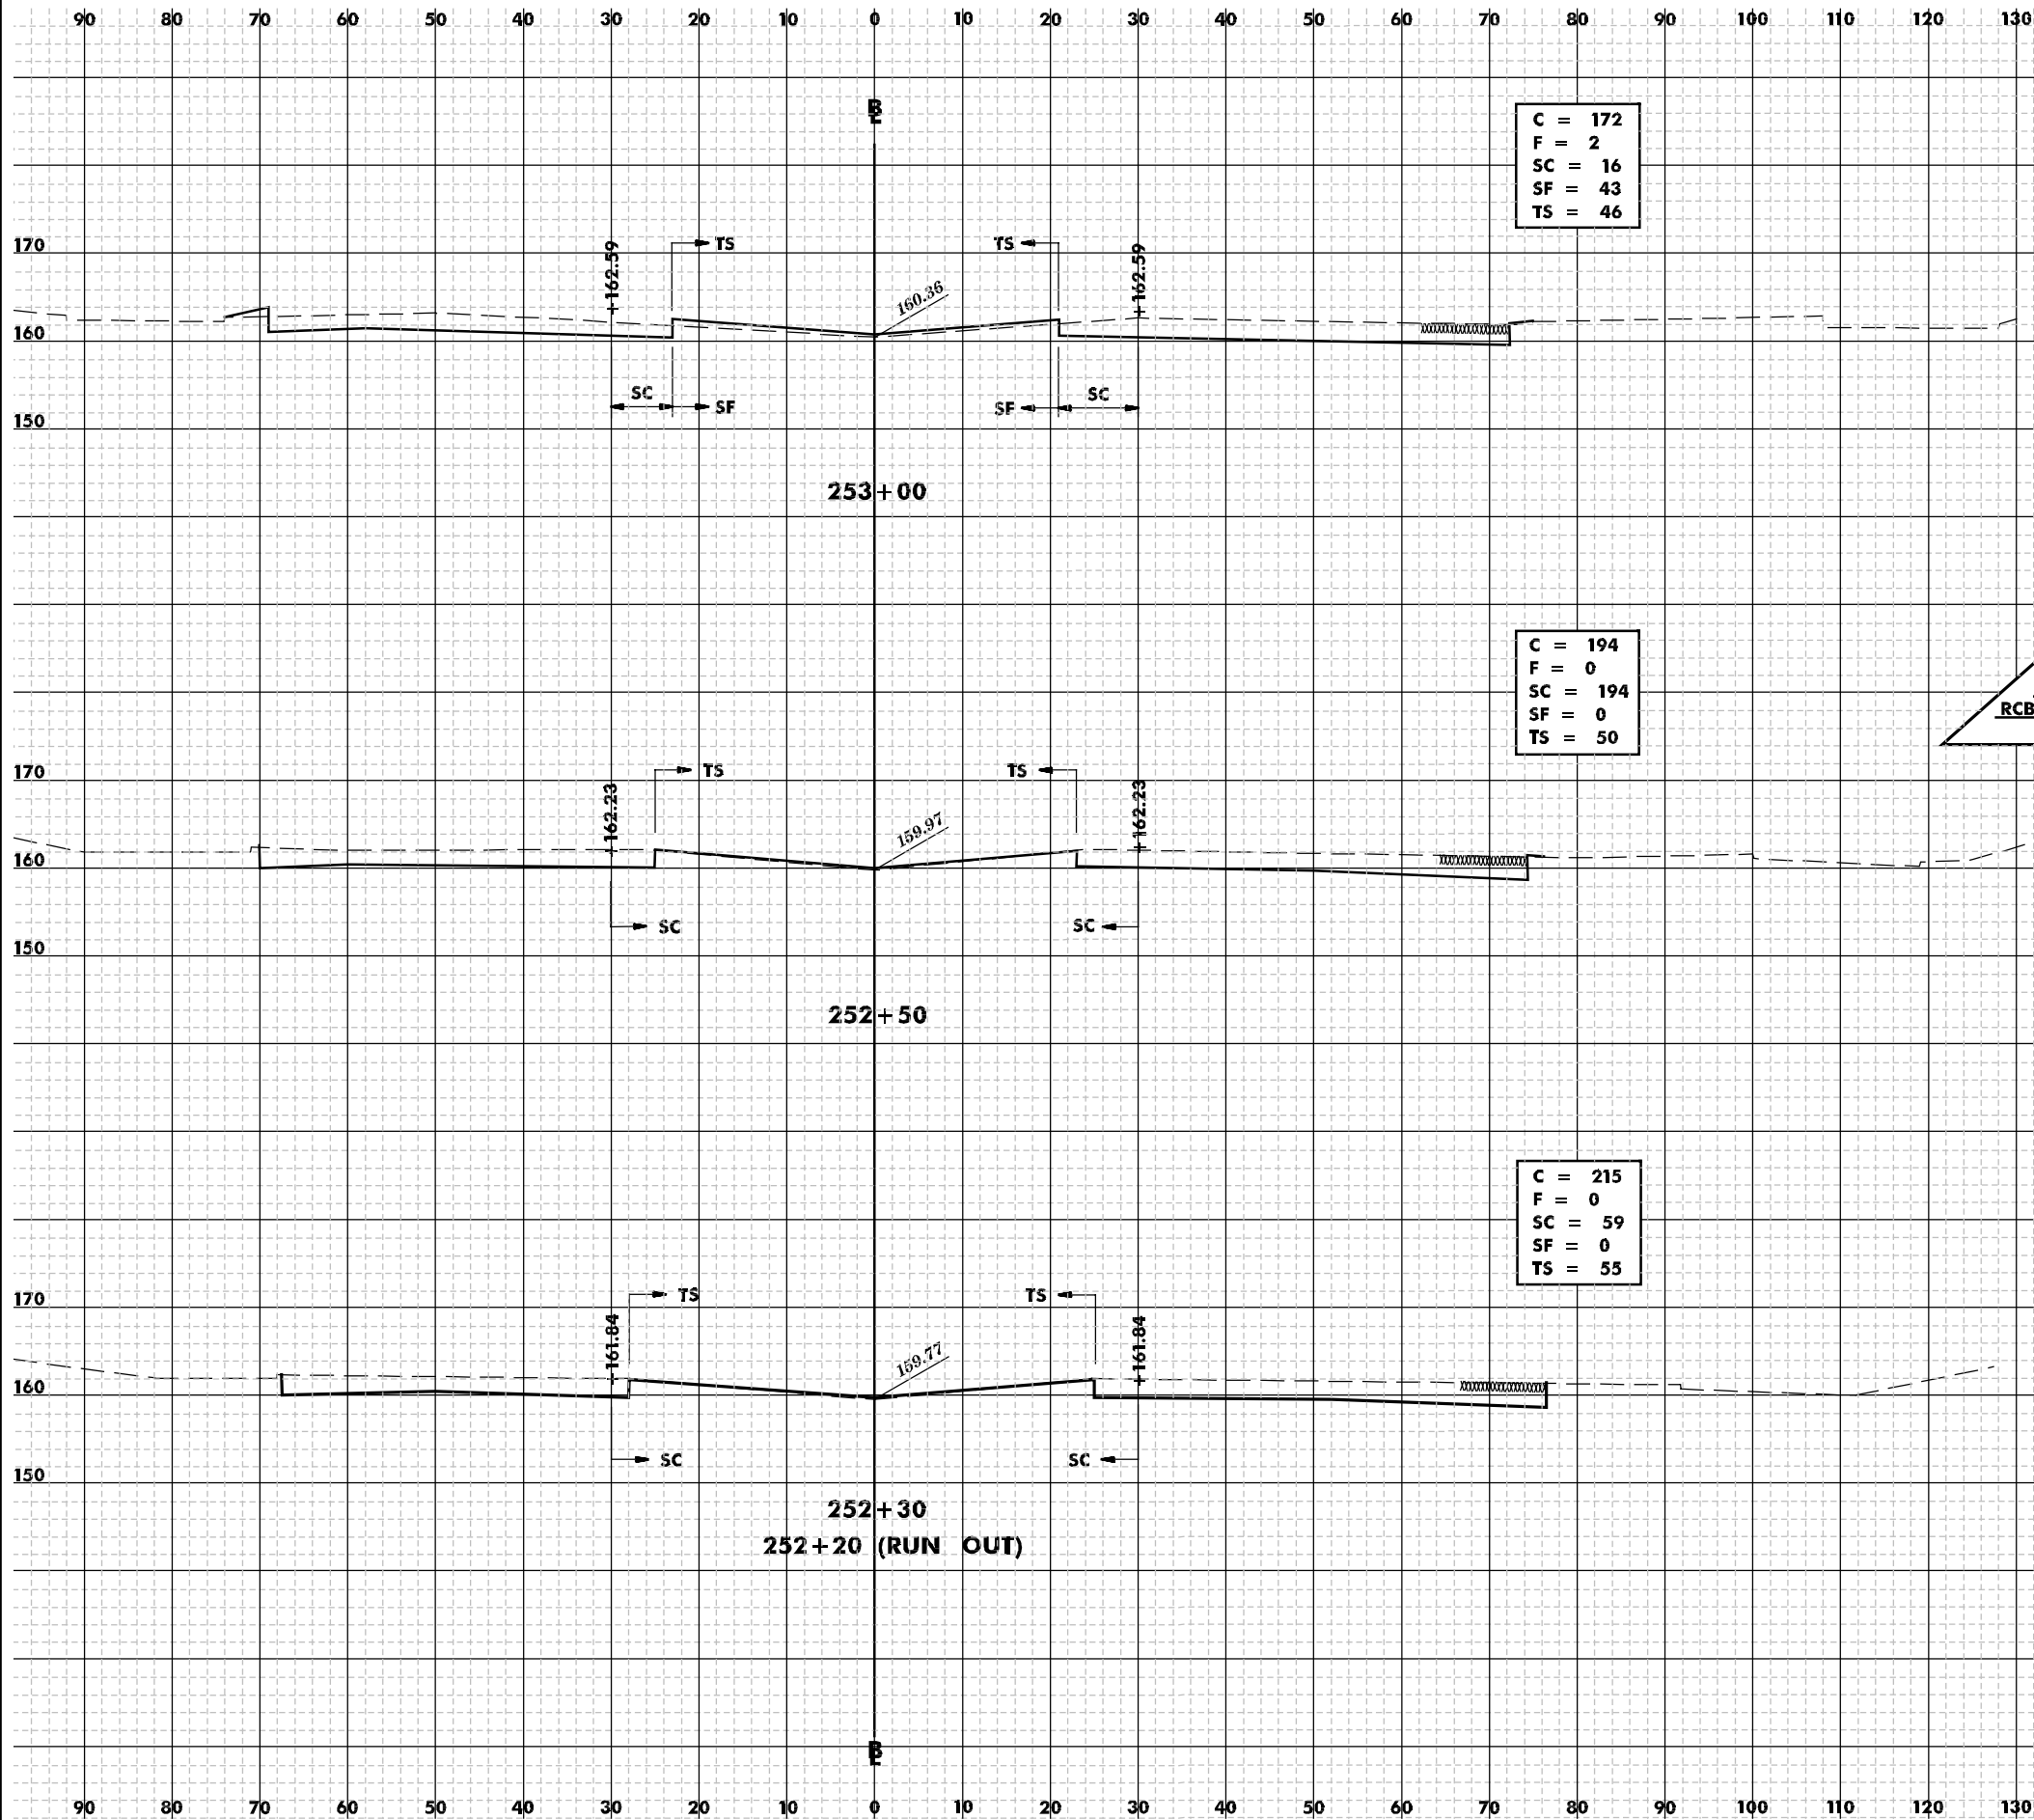 90 80 70 60 50 40 30 20 10 0 10 20 30 40 50 60 70 80 90 100 110 120 130
C = 172
F = 2
SC = 16
SF = 43
TS = 46
170
+162.59
TS
TS
+162.59
160.36
160
SC
SF
SF
SC
150
253+00
C = 194
F = 0
SC = 194
SF = 0
TS = 50
RCB
170
162.23
TS
TS
162.23
159.97
160
SC
SC
150
252+50
C = 215
F = 0
SC = 59
SF = 0
TS = 55
170
161.84
TS
TS
161.84
159.77
160
SC
SC
150
252+30
252+20 (RUN OUT)
90 80 70 60 50 40 30 20 10 0 10 20 30 40 50 60 70 80 90 100 110 120 130